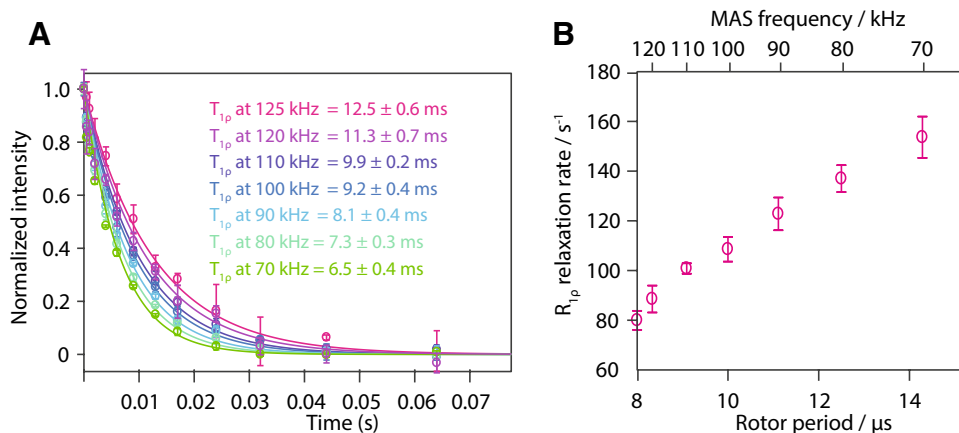 A
Normalized intensity
1.0
0.8
0.6
0.4
0.2
0
T1ρ at 125 kHz = 12.5 ± 0.6 ms
T1ρ at 120 kHz = 11.3 ± 0.7 ms
T1ρ at 110 kHz = 9.9 ± 0.2 ms
T1ρ at 100 kHz = 9.2 ± 0.4 ms
T1ρ at 90 kHz = 8.1 ± 0.4 ms
T1ρ at 80 kHz = 7.3 ± 0.3 ms
T1ρ at 70 kHz = 6.5 ± 0.4 ms
0.01 0.02 0.03 0.04 0.05 0.06 0.07
Time (s)
B
MAS frequency / kHz
120 110 100 90 80 70
R1ρ relaxation rate / s⁻¹
180
160
140
120
100
80
60
8 10 12 14
Rotor period / µs